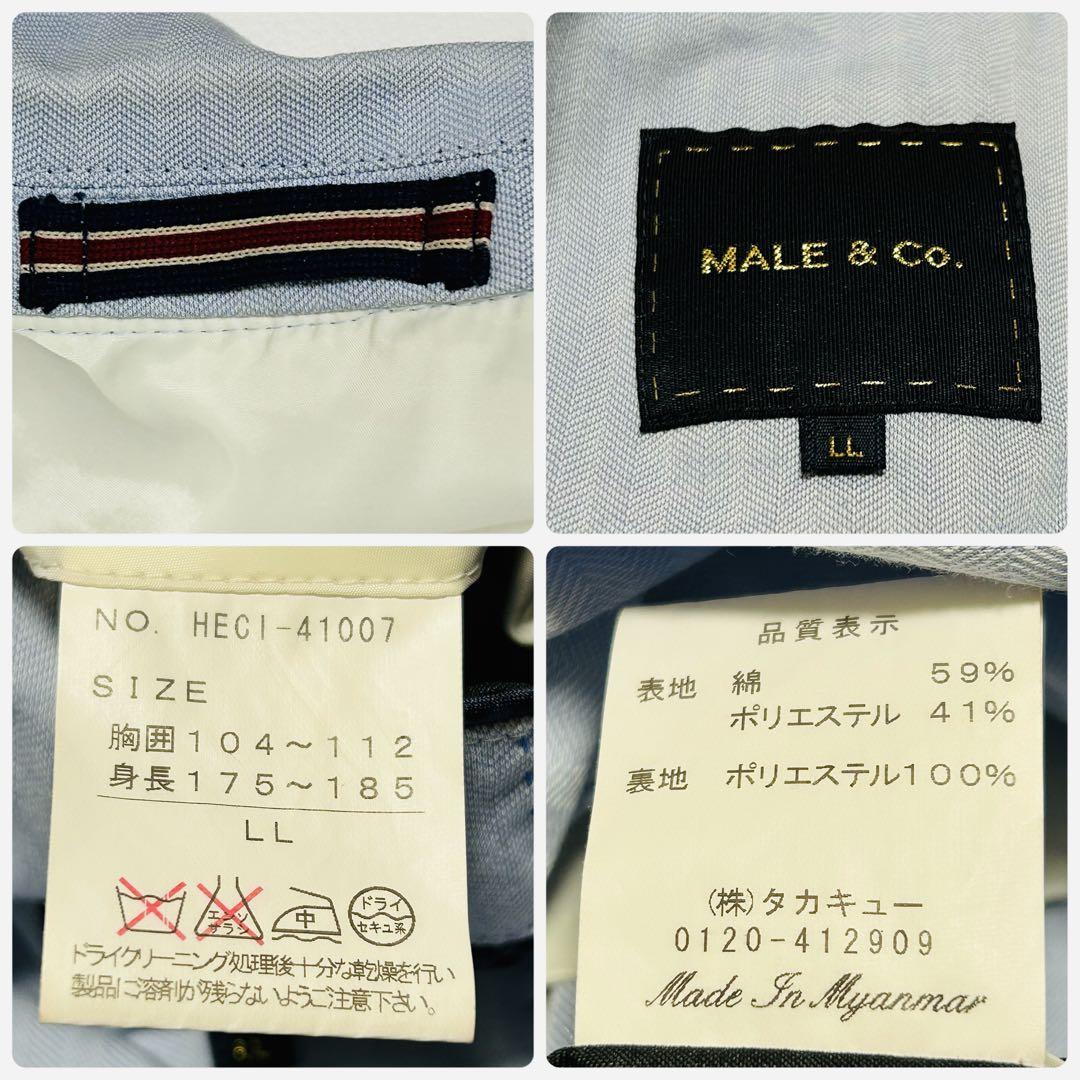 MALE & Co.
LL
NO. HECI-41007
SIZE
胸囲104~112
身長175~185
LL
エンソ
サラシ
中
ドライ
セキユ系
ドライクリーニング処理後十分な乾燥を行い
製品に溶剤が残らないようご注意下さい。
品質表示
表地 綿 59%
ポリエステル 41%
裏地 ポリエステル100%
(株)タカキュー
0120-412909
Made In Myanmar